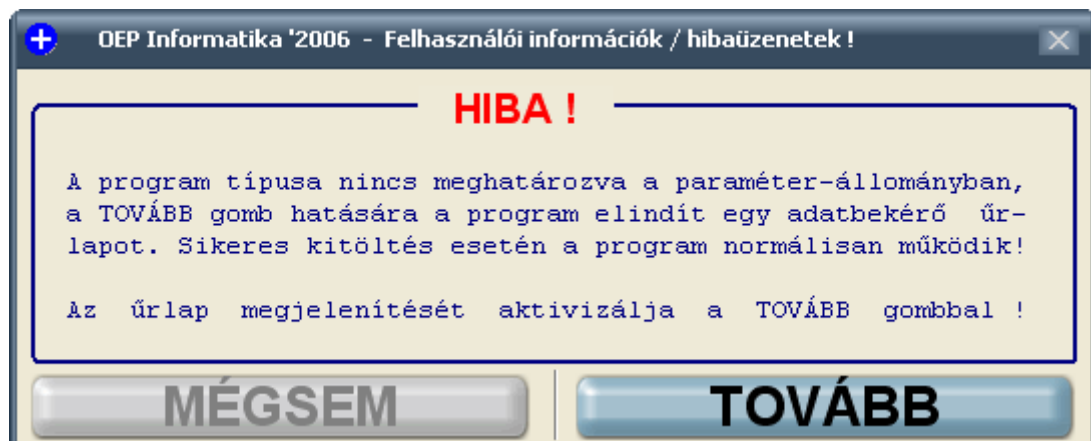 OEP Informatika '2006 - Felhasználói információk / hibaüzenetek !
HIBA !
A program típusa nincs meghatározva a paraméter-állományban,
a TOVÁBB gomb hatására a program elindít egy adatbekérő űr-
lapot. Sikeres kitöltés esetén a program normálisan működik!
Az űrlap megjelenítését aktivizálja a TOVÁBB gombbal !
MÉGSEM
TOVÁBB